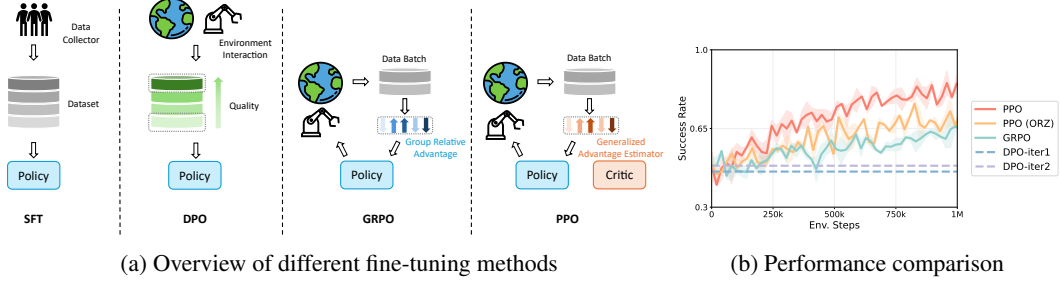 Data
Collector
Dataset
Policy
SFT
Environment
Interaction
Quality
Policy
DPO
Data Batch
Group Relative
Advantage
Policy
GRPO
Data Batch
Generalized
Advantage Estimator
Policy
Critic
PPO
(a) Overview of different fine-tuning methods
Success Rate
1.0
0.65
0.3
0
250k
500k
750k
1M
Env. Steps
PPO
PPO (ORZ)
GRPO
DPO-iter1
DPO-iter2
(b) Performance comparison